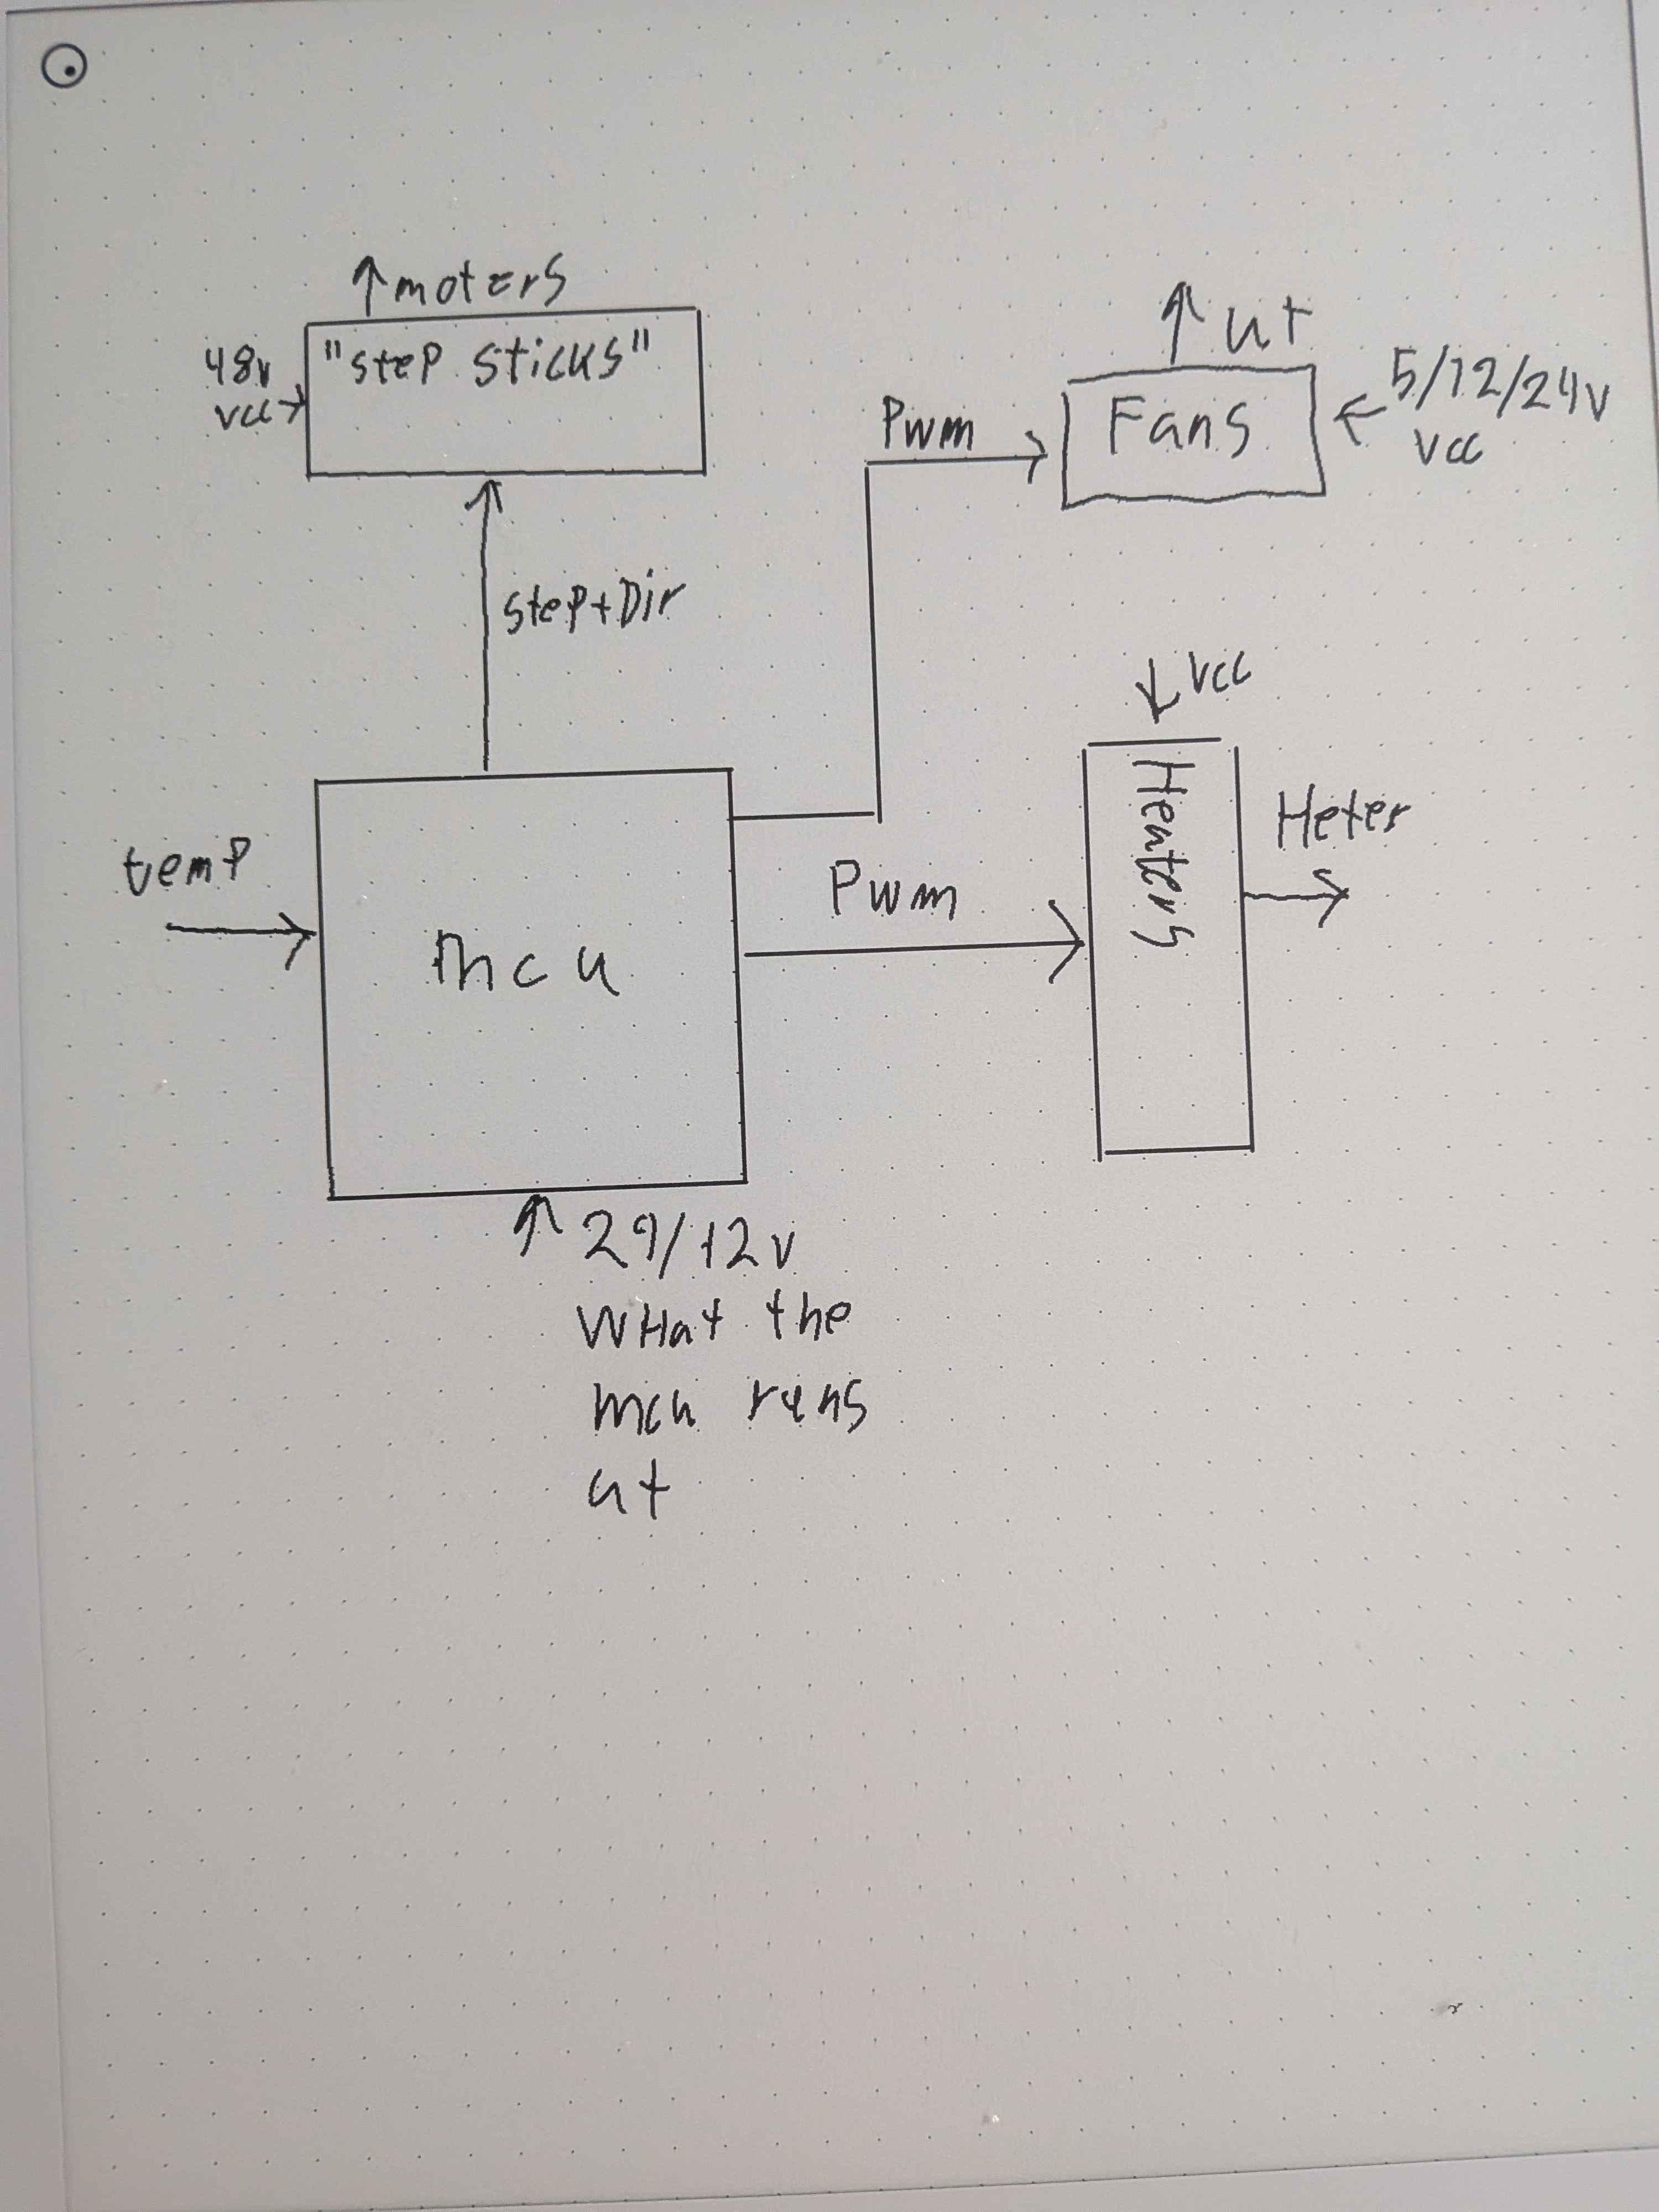 moters
48v
vcc
"step sticks"
ut
Fans
5/12/24v
vcc
Pwm
step+Dir
vcc
Heaters
Heter
temp
mcu
Pwm
24/12v
WHat the
mcu runs
at